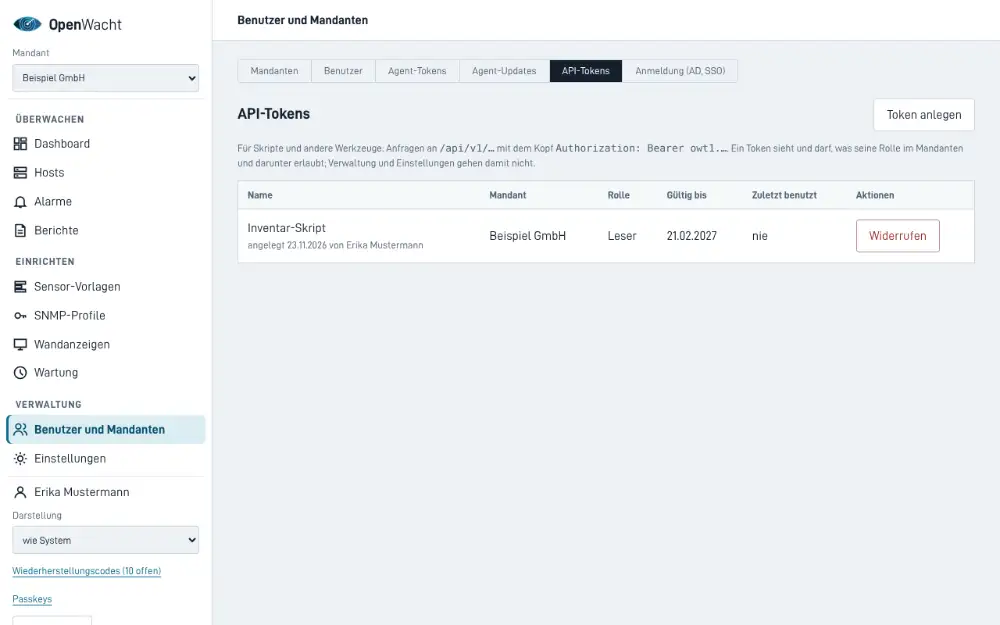 OpenWacht
Mandant
Beispiel GmbH
ÜBERWACHEN
Dashboard
Hosts
Alarme
Berichte
EINRICHTEN
Sensor-Vorlagen
SNMP-Profile
Wandanzeigen
Wartung
VERWALTUNG
Benutzer und Mandanten
Einstellungen
Erika Mustermann
Darstellung
wie System
Wiederherstellungscodes (10 offen)
Passkeys
Benutzer und Mandanten
Mandanten Benutzer Agent-Tokens Agent-Updates API-Tokens Anmeldung (AD, SSO)
API-Tokens
Token anlegen
Für Skripte und andere Werkzeuge: Anfragen an /api/v1/… mit dem Kopf Authorization: Bearer owt1.…. Ein Token sieht und darf, was seine Rolle im Mandanten
und darunter erlaubt; Verwaltung und Einstellungen gehen damit nicht.
Name Mandant Rolle Gültig bis Zuletzt benutzt Aktionen
Inventar-Skript
angelegt 23.11.2026 von Erika Mustermann
Beispiel GmbH Leser 21.02.2027 nie Widerrufen